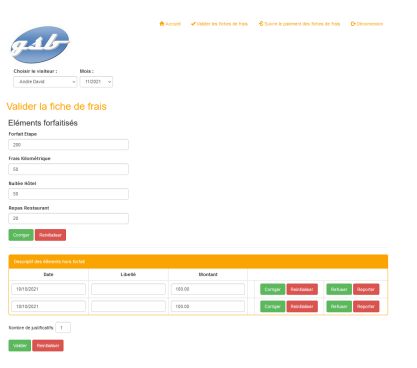 Accueil Valider les fiches de frais Suivre le paiement des fiches de frais Déconnexion
gsb
Choisir le visiteur : Mois :
Andre David 11/2021
Valider la fiche de frais
Eléments forfaitisés
Forfait Etape
200
Frais Kilométrique
50
Nuitée Hôtel
50
Repas Restaurant
20
Corriger Reinitialiser
Descriptif des éléments hors forfait
Date Libellé Montant
10/10/2021 100.00 Corriger Reinitialiser Refuser Reporter
10/10/2021 100.00 Corriger Reinitialiser Refuser Reporter
Nombre de justificatifs 1
Valider Reinitialiser